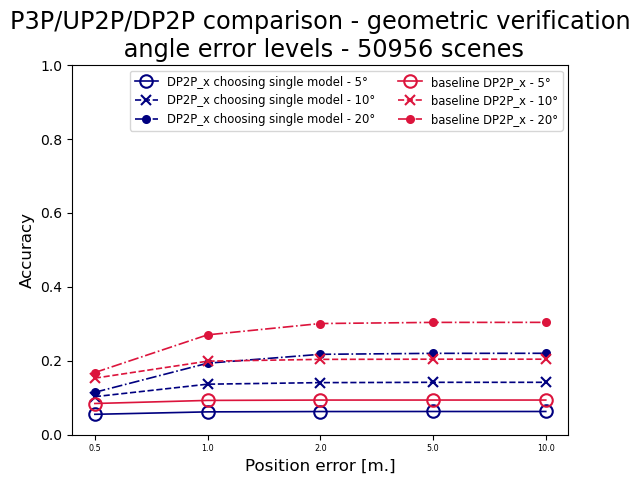 P3P/UP2P/DP2P comparison - geometric verification
angle error levels - 50956 scenes
DP2P_x choosing single model - 5°
DP2P_x choosing single model - 10°
DP2P_x choosing single model - 20°
baseline DP2P_x - 5°
baseline DP2P_x - 10°
baseline DP2P_x - 20°
1.0
0.8
0.6
0.4
0.2
0.0
Accuracy
0.5 1.0 2.0 5.0 10.0
Position error [m.]